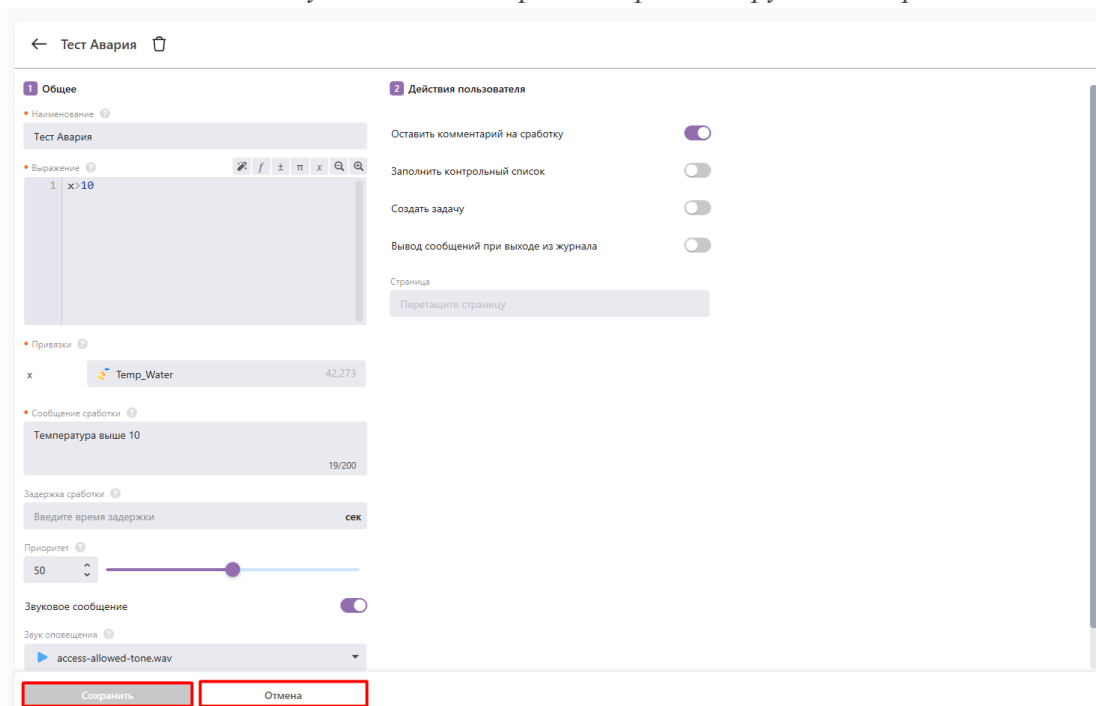 Тест Авария
1 Общее
• Наименование ?
Тест Авария
• Выражение ?
f ± π x
1 x>10
• Привязки ?
x Temp_Water 42,273
• Сообщение сработки ?
Температура выше 10
19/200
Задержка сработки ?
Введите время задержки сек
Приоритет ?
50
Звуковое сообщение
Звук оповещения ?
access-allowed-tone.wav
Сохранить Отмена
2 Действия пользователя
Оставить комментарий на сработку
Заполнить контрольный список
Создать задачу
Вывод сообщений при выходе из журнала
Страница
Перетащите страницу